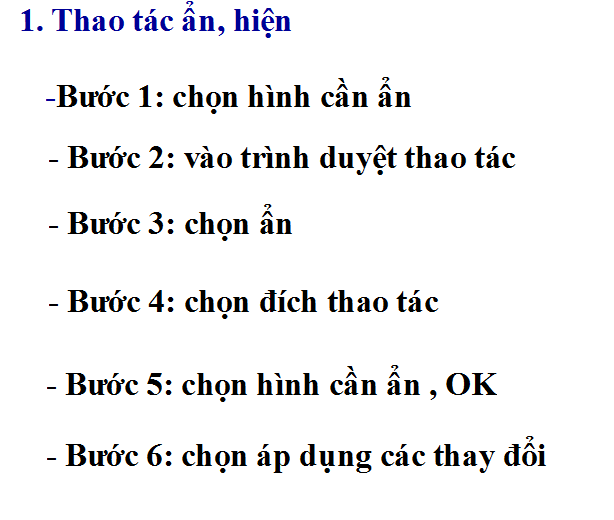 1. Thao tác ẩn, hiện
-Bước 1: chọn hình cần ẩn
- Bước 2: vào trình duyệt thao tác
- Bước 3: chọn ẩn
- Bước 4: chọn đích thao tác
- Bước 5: chọn hình cần ẩn , OK
- Bước 6: chọn áp dụng các thay đổi